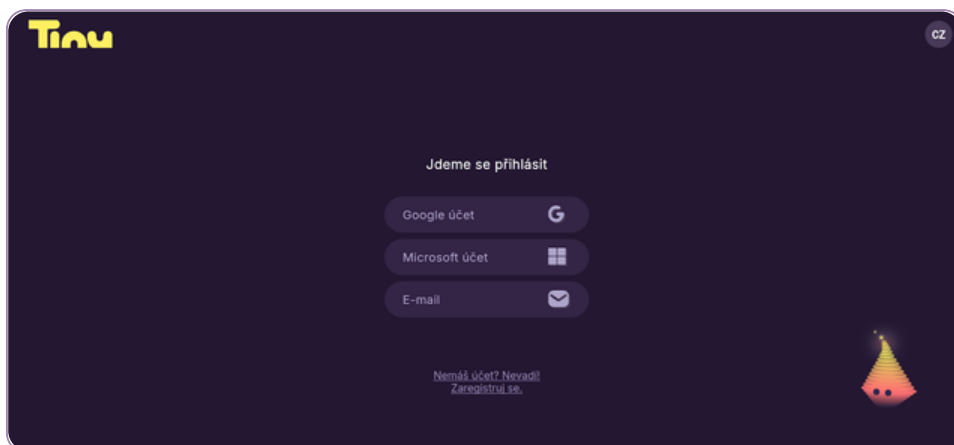 Tinu
CZ
Jdeme se přihlásit
Google účet
Microsoft účet
E-mail
Nemáš účet? Nevadí!
Zaregistruj se.